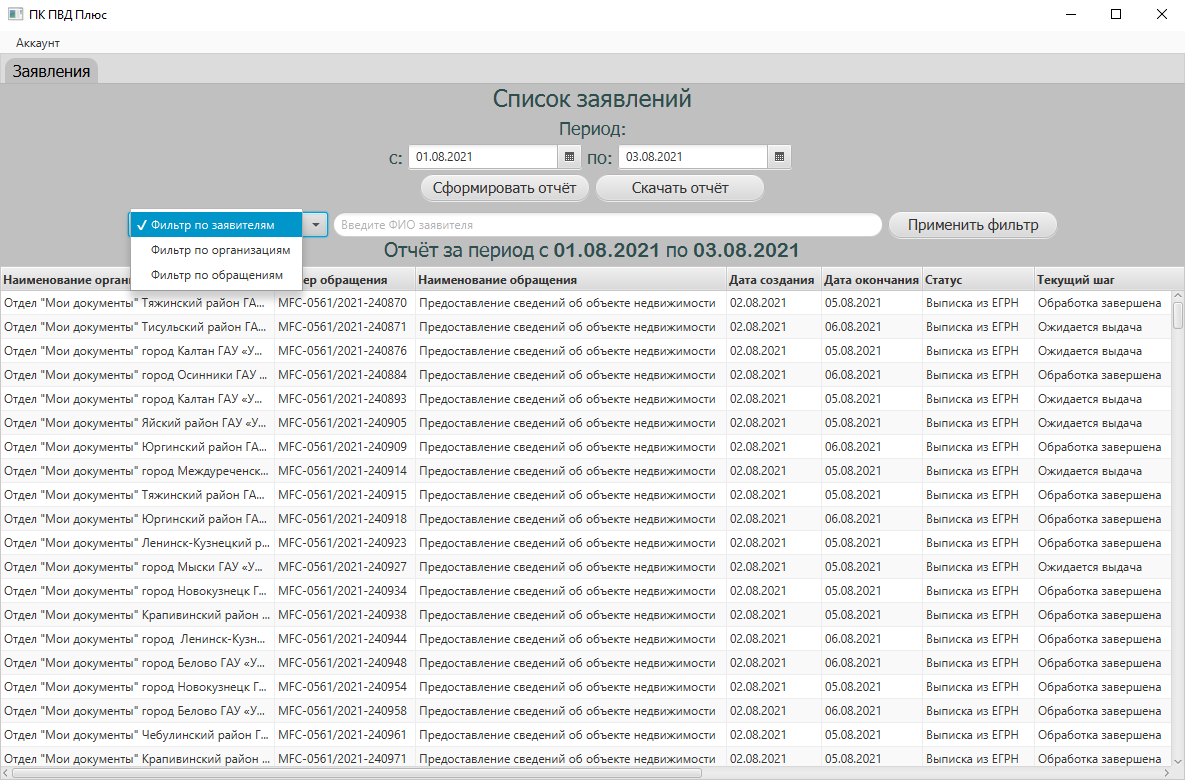 ПК ПВД Плюс
Аккаунт
Заявления
Список заявлений
Период:
с: 01.08.2021 по: 03.08.2021
Сформировать отчёт Скачать отчёт
✓ Фильтр по заявителям Введите ФИО заявителя Применить фильтр
Фильтр по организациям
Фильтр по обращениям
Отчёт за период с 01.08.2021 по 03.08.2021
Наименование орган ер обращения Наименование обращения Дата создания Дата окончания Статус Текущий шаг
Отдел "Мои документы" Тяжинский район ГА... MFC-0561/2021-240870 Предоставление сведений об объекте недвижимости 02.08.2021 05.08.2021 Выписка из ЕГРН Обработка завершена
Отдел "Мои документы" Тисульский район ГА... MFC-0561/2021-240871 Предоставление сведений об объекте недвижимости 02.08.2021 06.08.2021 Выписка из ЕГРН Ожидается выдача
Отдел "Мои документы" город Калтан ГАУ «У... MFC-0561/2021-240876 Предоставление сведений об объекте недвижимости 02.08.2021 05.08.2021 Выписка из ЕГРН Ожидается выдача
Отдел "Мои документы" город Осинники ГАУ ... MFC-0561/2021-240884 Предоставление сведений об объекте недвижимости 02.08.2021 06.08.2021 Выписка из ЕГРН Обработка завершена
Отдел "Мои документы" город Калтан ГАУ «У... MFC-0561/2021-240893 Предоставление сведений об объекте недвижимости 02.08.2021 05.08.2021 Выписка из ЕГРН Ожидается выдача
Отдел "Мои документы" Яйский район ГАУ «У... MFC-0561/2021-240905 Предоставление сведений об объекте недвижимости 02.08.2021 05.08.2021 Выписка из ЕГРН Ожидается выдача
Отдел "Мои документы" Юргинский район ГА... MFC-0561/2021-240909 Предоставление сведений об объекте недвижимости 02.08.2021 06.08.2021 Выписка из ЕГРН Обработка завершена
Отдел "Мои документы" город Междуреченск... MFC-0561/2021-240914 Предоставление сведений об объекте недвижимости 02.08.2021 05.08.2021 Выписка из ЕГРН Ожидается выдача
Отдел "Мои документы" Тяжинский район ГА... MFC-0561/2021-240915 Предоставление сведений об объекте недвижимости 02.08.2021 05.08.2021 Выписка из ЕГРН Обработка завершена
Отдел "Мои документы" Юргинский район ГА... MFC-0561/2021-240918 Предоставление сведений об объекте недвижимости 02.08.2021 06.08.2021 Выписка из ЕГРН Обработка завершена
Отдел "Мои документы" Ленинск-Кузнецкий р... MFC-0561/2021-240923 Предоставление сведений об объекте недвижимости 02.08.2021 05.08.2021 Выписка из ЕГРН Обработка завершена
Отдел "Мои документы" город Мыски ГАУ «У... MFC-0561/2021-240927 Предоставление сведений об объекте недвижимости 02.08.2021 05.08.2021 Выписка из ЕГРН Ожидается выдача
Отдел "Мои документы" город Новокузнецк Г... MFC-0561/2021-240934 Предоставление сведений об объекте недвижимости 02.08.2021 05.08.2021 Выписка из ЕГРН Обработка завершена
Отдел "Мои документы" Крапивинский район ... MFC-0561/2021-240938 Предоставление сведений об объекте недвижимости 02.08.2021 05.08.2021 Выписка из ЕГРН Обработка завершена
Отдел "Мои документы" город Ленинск-Кузн... MFC-0561/2021-240944 Предоставление сведений об объекте недвижимости 02.08.2021 06.08.2021 Выписка из ЕГРН Обработка завершена
Отдел "Мои документы" город Белово ГАУ «У... MFC-0561/2021-240948 Предоставление сведений об объекте недвижимости 02.08.2021 06.08.2021 Выписка из ЕГРН Обработка завершена
Отдел "Мои документы" город Новокузнецк Г... MFC-0561/2021-240954 Предоставление сведений об объекте недвижимости 02.08.2021 05.08.2021 Выписка из ЕГРН Обработка завершена
Отдел "Мои документы" город Белово ГАУ «У... MFC-0561/2021-240958 Предоставление сведений об объекте недвижимости 02.08.2021 06.08.2021 Выписка из ЕГРН Обработка завершена
Отдел "Мои документы" Чебулинский район Г... MFC-0561/2021-240961 Предоставление сведений об объекте недвижимости 02.08.2021 05.08.2021 Выписка из ЕГРН Обработка завершена
Отдел "Мои документы" Крапивинский район ... MFC-0561/2021-240971 Предоставление сведений об объекте недвижимости 02.08.2021 05.08.2021 Выписка из ЕГРН Обработка завершена